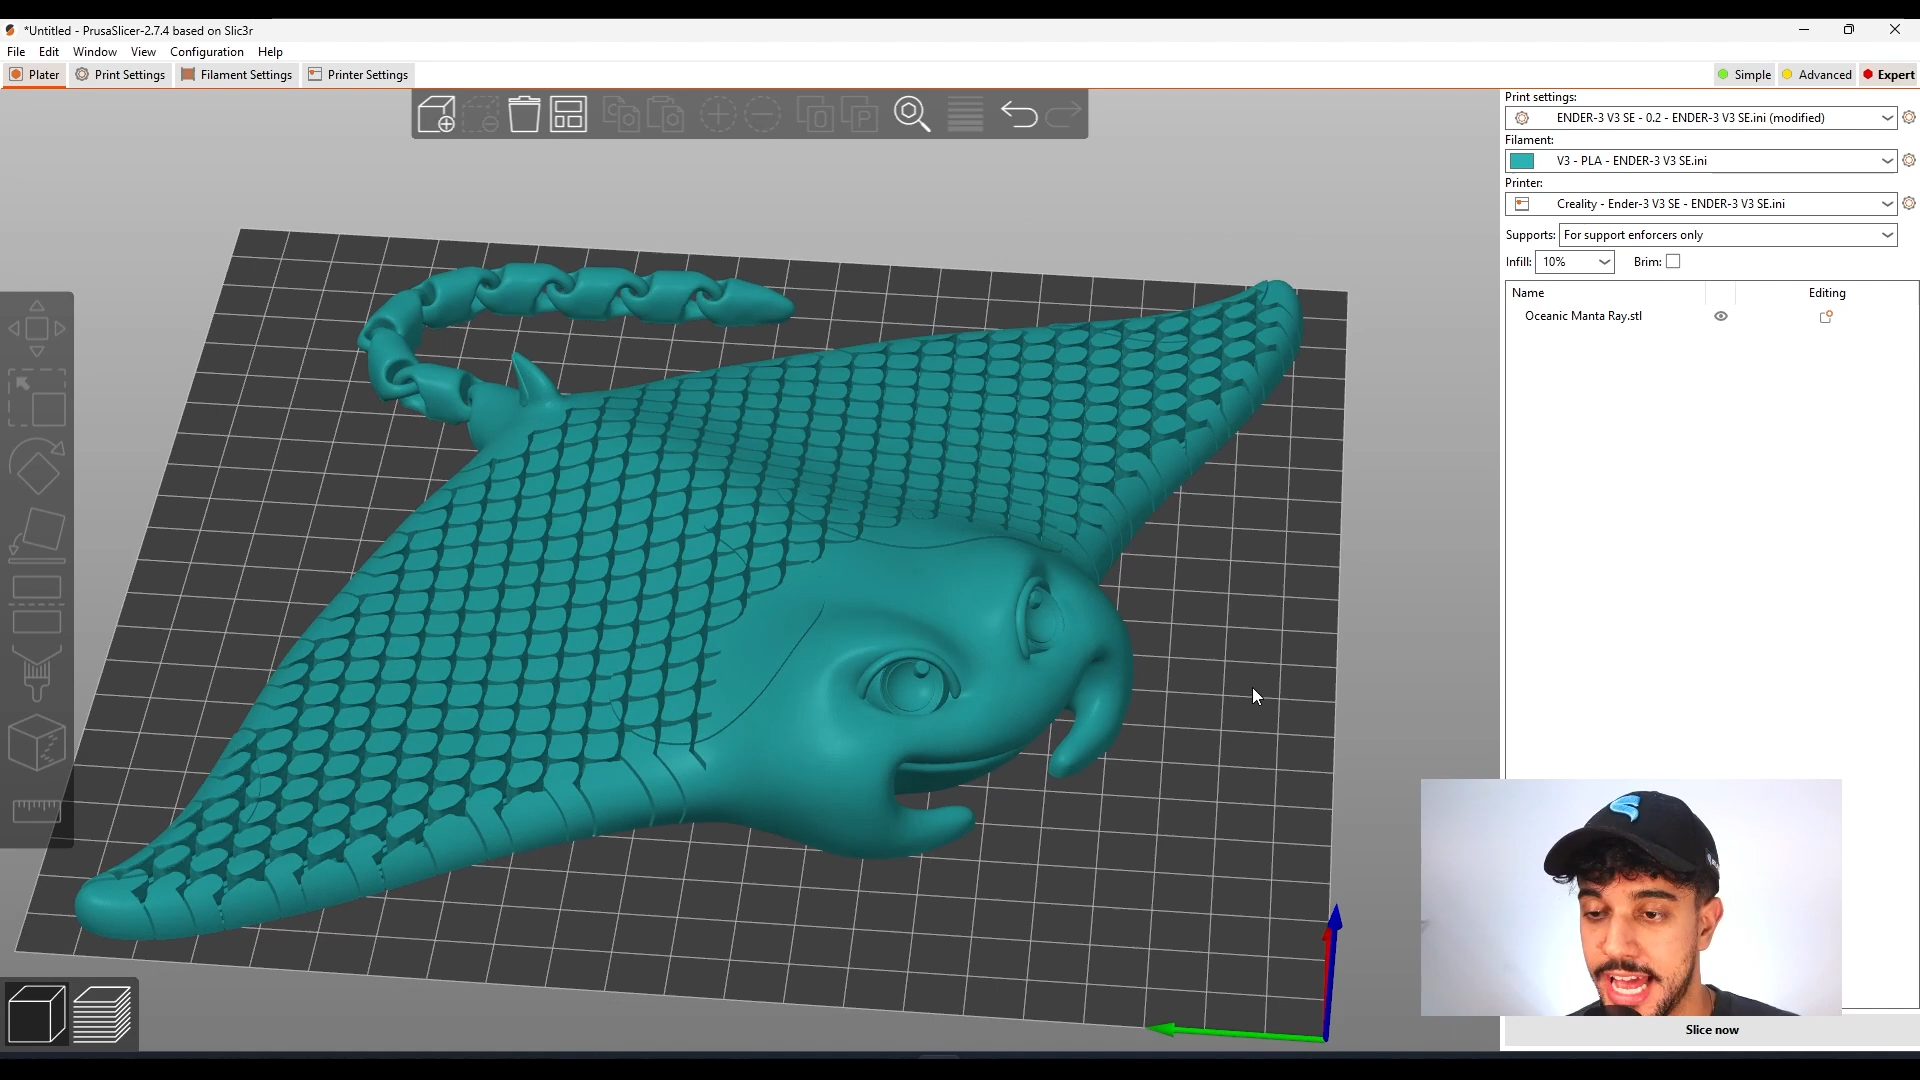 *Untitled - PrusaSlicer-2.7.4 based on Slic3r
File Edit Window View Configuration Help
Plater Print Settings Filament Settings Printer Settings Simple Advanced Expert
Print settings:
ENDER-3 V3 SE - 0.2 - ENDER-3 V3 SE.ini (modified)
Filament:
V3 - PLA - ENDER-3 V3 SE.ini
Printer:
Creality - Ender-3 V3 SE - ENDER-3 V3 SE.ini
Supports: For support enforcers only
Infill: 10% Brim:
Name Editing
Oceanic Manta Ray.stl
Slice now